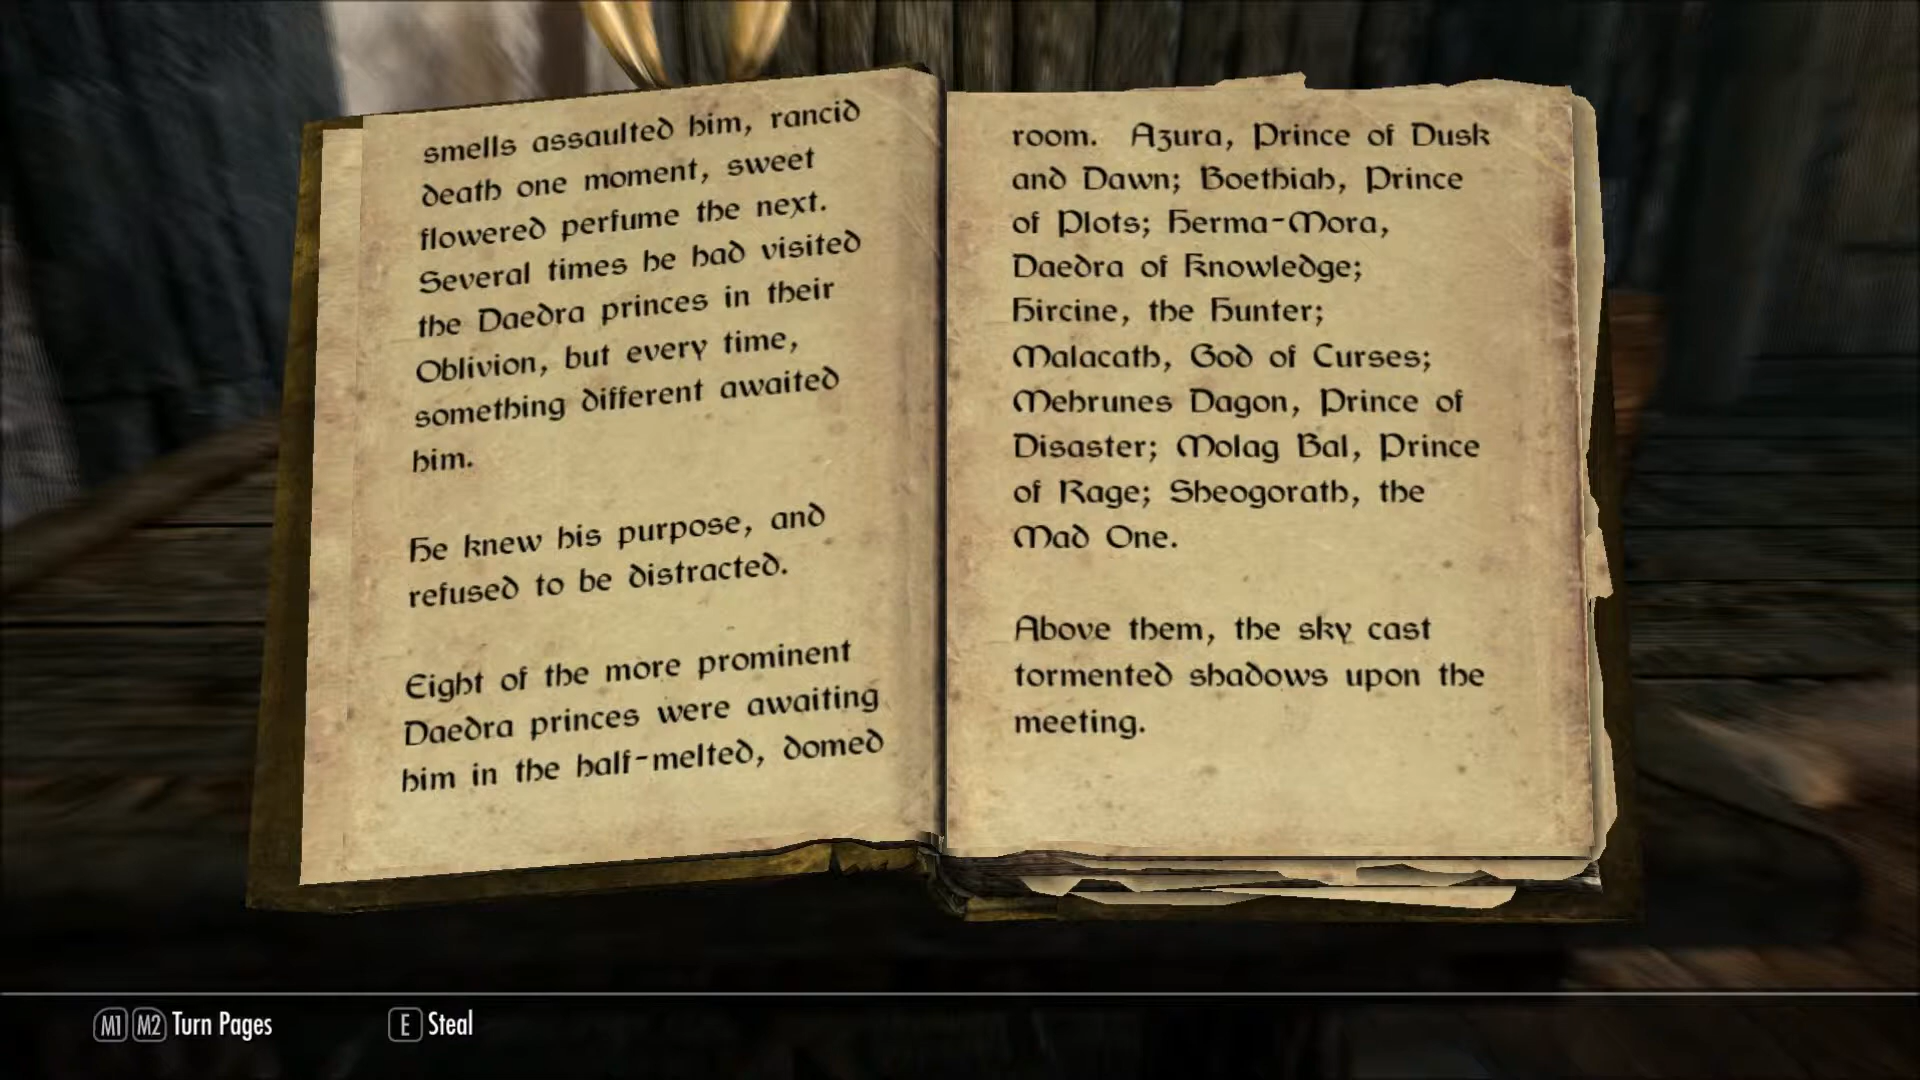 smells assaulted him, rancid
death one moment, sweet
flowered perfume the next.
Several times he had visited
the Daedra princes in their
Oblivion, but every time,
something different awaited
him.
He knew his purpose, and
refused to be distracted.
Eight of the more prominent
Daedra princes were awaiting
him in the half-melted, domed
room. Azura, Prince of Dusk
and Dawn; Boethiah, Prince
of Plots; Herma-Mora,
Daedra of Knowledge;
Hircine, the Hunter;
Malacath, God of Curses;
Mehrunes Dagon, Prince of
Disaster; Molag Bal, Prince
of Rage; Sheogorath, the
Mad One.
Above them, the sky cast
tormented shadows upon the
meeting.
M1 M2 Turn Pages E Steal